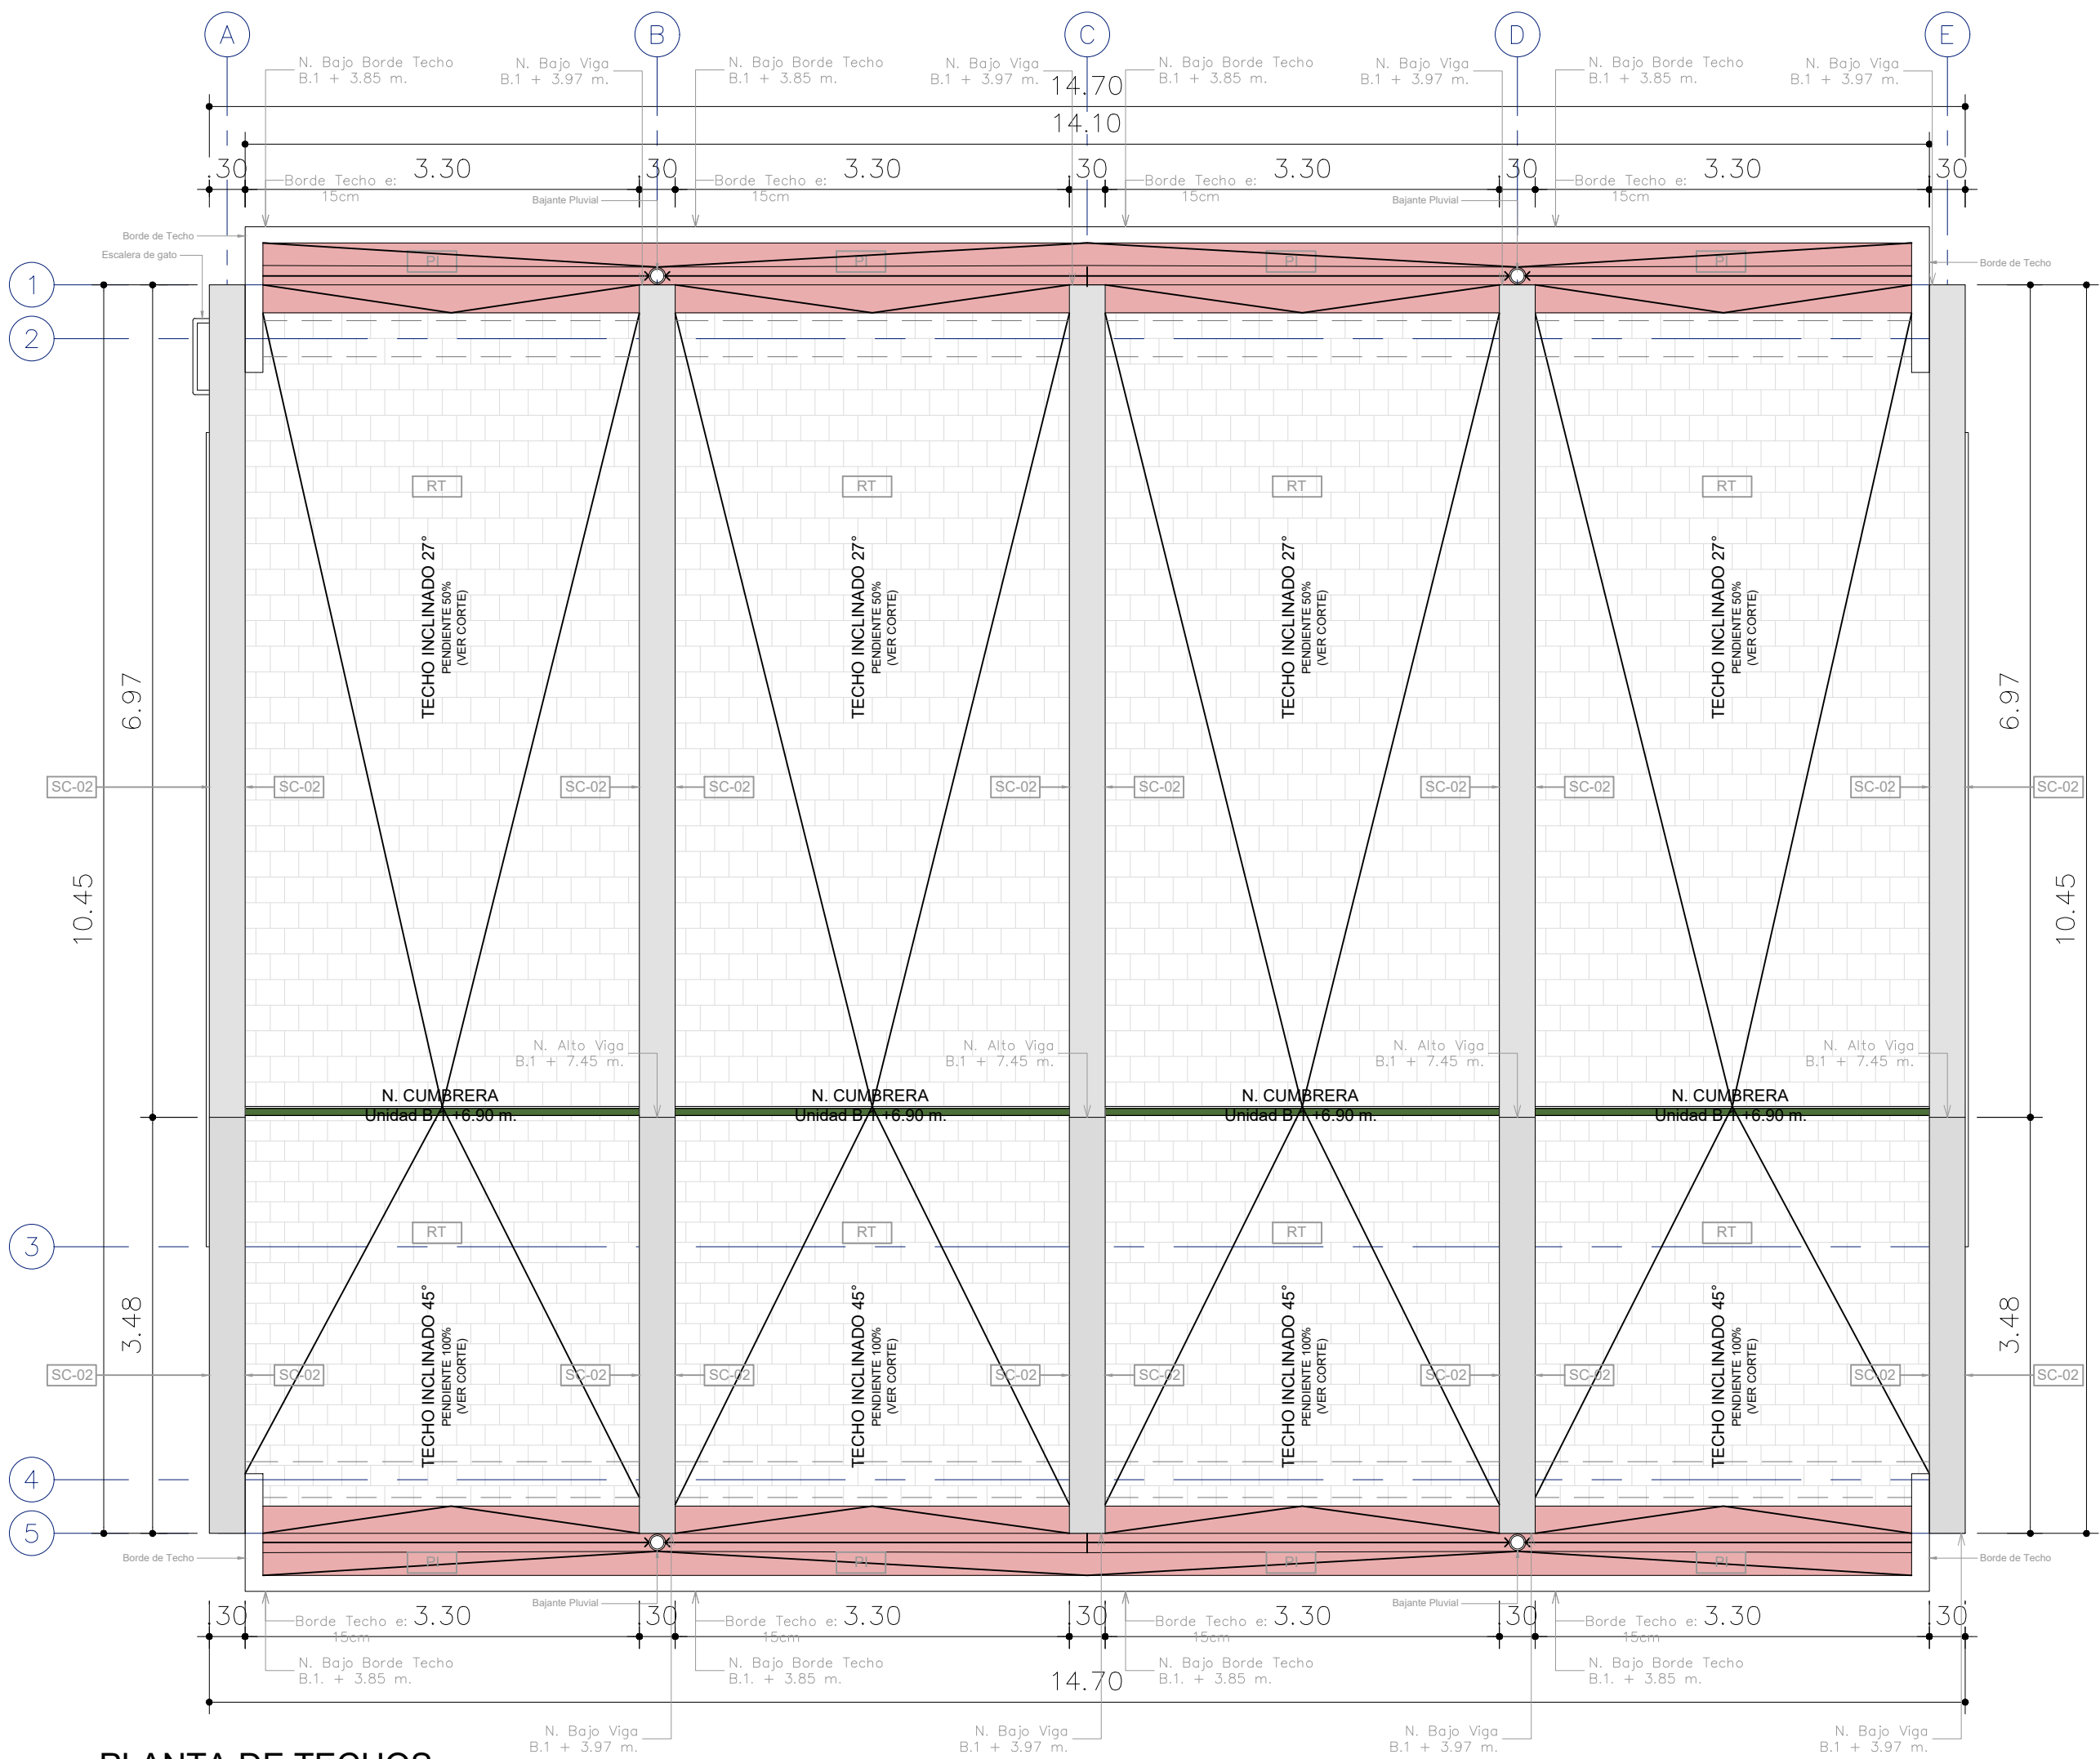 A B C D E
N. Bajo Borde Techo
B.1 + 3.85 m.
N. Bajo Viga
B.1 + 3.97 m.
N. Bajo Borde Techo
B.1 + 3.85 m.
N. Bajo Viga
B.1 + 3.97 m.
N. Bajo Borde Techo
B.1 + 3.85 m.
N. Bajo Viga
B.1 + 3.97 m.
N. Bajo Borde Techo
B.1 + 3.85 m.
N. Bajo Viga
B.1 + 3.97 m.
14.70
14.10
.30 3.30 .30 3.30 .30 3.30 .30 3.30 .30
Borde Techo e:
15cm
Bajante Pluvial
Borde Techo e:
15cm
Borde Techo e:
15cm
Bajante Pluvial
Borde Techo e:
15cm
Borde de Techo
Escalera de gato
Borde de Techo
PI PI PI PI
1
2
RT RT RT RT
TECHO INCLINADO 27°
PENDIENTE 50%
(VER CORTE)
TECHO INCLINADO 27°
PENDIENTE 50%
(VER CORTE)
TECHO INCLINADO 27°
PENDIENTE 50%
(VER CORTE)
TECHO INCLINADO 27°
PENDIENTE 50%
(VER CORTE)
6.97 6.97
SC-02 SC-02 SC-02 SC-02 SC-02 SC-02 SC-02 SC-02 SC-02 SC-02
10.45 10.45
N. Alto Viga
B.1 + 7.45 m.
N. Alto Viga
B.1 + 7.45 m.
N. Alto Viga
B.1 + 7.45 m.
N. Alto Viga
B.1 + 7.45 m.
N. CUMBRERA
Unidad B.1 +6.90 m.
N. CUMBRERA
Unidad B.1 +6.90 m.
N. CUMBRERA
Unidad B.1 +6.90 m.
N. CUMBRERA
Unidad B.1 +6.90 m.
RT RT RT RT
3
3.48 3.48
TECHO INCLINADO 45°
PENDIENTE 100%
(VER CORTE)
TECHO INCLINADO 45°
PENDIENTE 100%
(VER CORTE)
TECHO INCLINADO 45°
PENDIENTE 100%
(VER CORTE)
TECHO INCLINADO 45°
PENDIENTE 100%
(VER CORTE)
SC-02 SC-02 SC-02 SC-02 SC-02 SC-02 SC-02 SC-02 SC-02 SC-02
4
5
PI PI PI PI
Borde de Techo
Borde de Techo
Bajante Pluvial
Bajante Pluvial
.30 3.30 .30 3.30 .30 3.30 .30 3.30 .30
Borde Techo e:
15cm
Borde Techo e:
15cm
Borde Techo e:
15cm
Borde Techo e:
15cm
N. Bajo Borde Techo
B.1. + 3.85 m.
N. Bajo Borde Techo
B.1. + 3.85 m.
N. Bajo Borde Techo
B.1. + 3.85 m.
N. Bajo Borde Techo
B.1. + 3.85 m.
14.70
N. Bajo Viga
B.1 + 3.97 m.
N. Bajo Viga
B.1 + 3.97 m.
N. Bajo Viga
B.1 + 3.97 m.
N. Bajo Viga
B.1 + 3.97 m.
PLANTA DE TECHOS